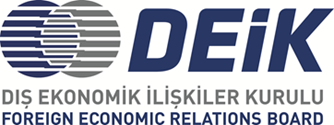 DEİK
DIŞ EKONOMİK İLİŞKİLER KURULU
FOREIGN ECONOMIC RELATIONS BOARD